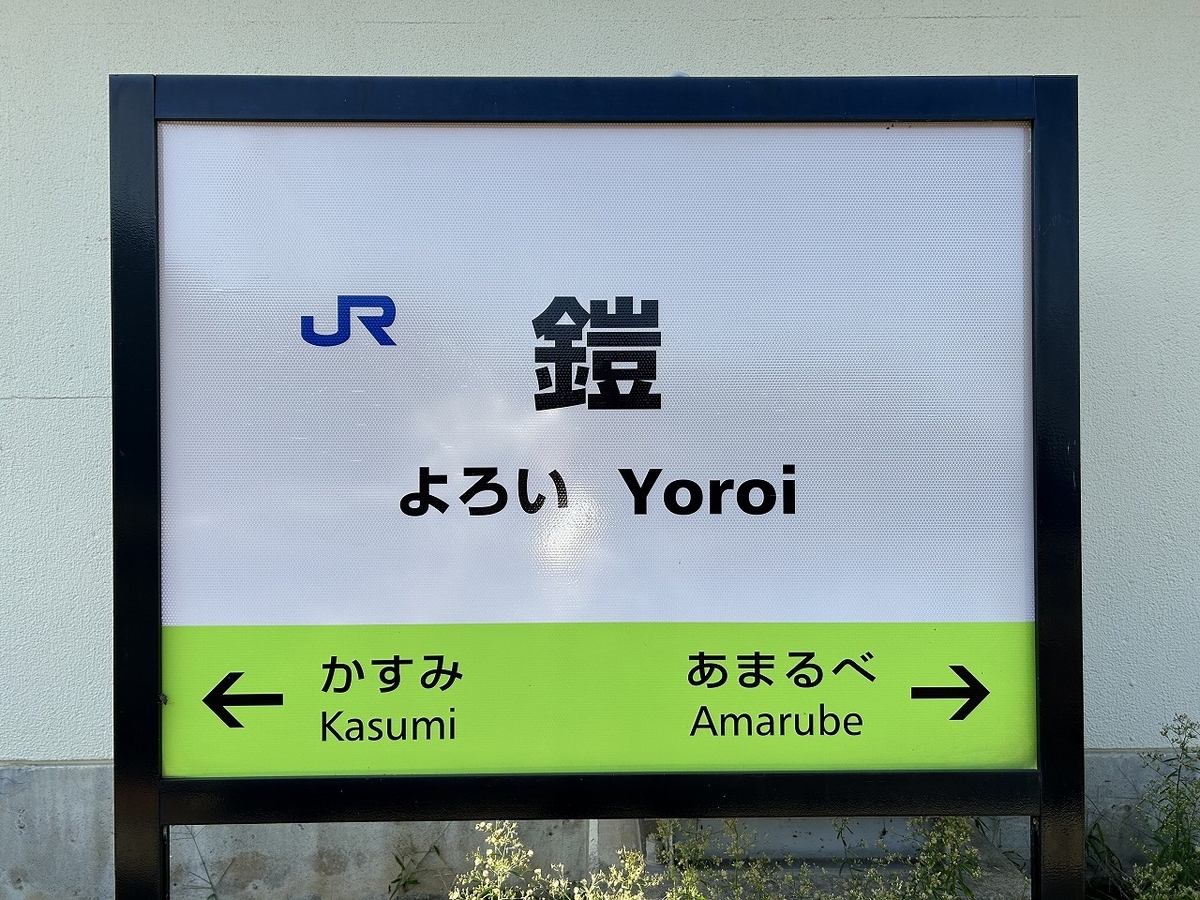 JR
鎧
よろい Yoroi
← かすみ あまるべ →
Kasumi Amarube